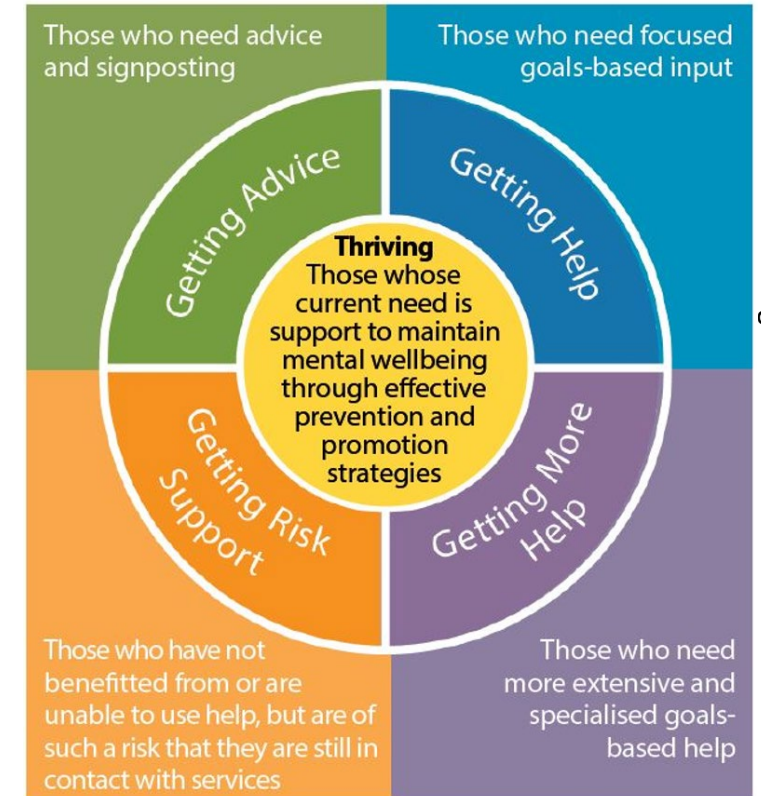 Those who need advice
and signposting
Those who need focused
goals-based input
Getting Advice
Getting Help
Thriving
Those whose
current need is
support to maintain
mental wellbeing
through effective
prevention and
promotion
strategies
Getting Risk
Support
Getting More
Help
Those who have not
benefitted from or are
unable to use help, but are of
such a risk that they are still in
contact with services
Those who need
more extensive and
specialised goals-
based help